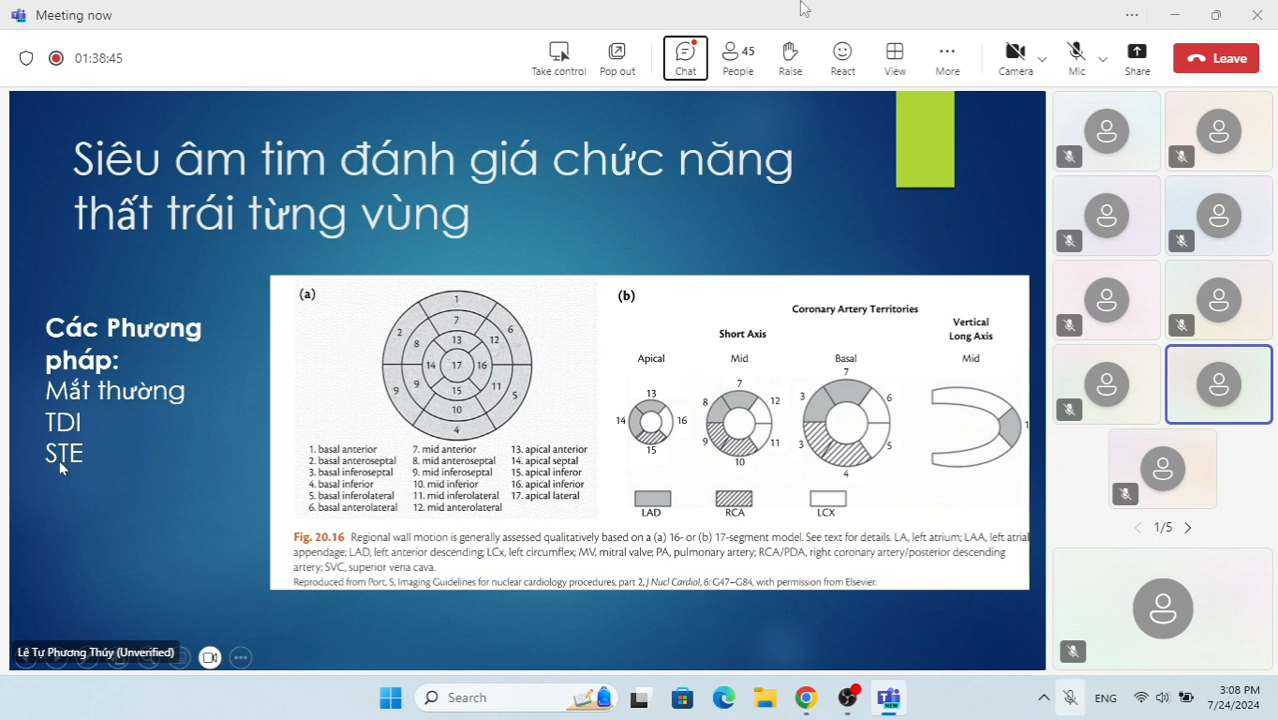 Meeting now
01:38:45
Take control
Pop out
Chat
45
People
Raise
React
View
More
Camera
Mic
Share
Leave
Siêu âm tim đánh giá chức năng
thất trái từng vùng
Các Phương
pháp:
Mắt thường
TDI
STE
(a)
1
2
7
6
8
13
12
14
17
16
9
9
15
11
5
10
4
1. basal anterior
2. basal anteroseptal
3. basal inferoseptal
4. basal inferior
5. basal inferolateral
6. basal anterolateral
7. mid anterior
8. mid anteroseptal
9. mid inferoseptal
10. mid inferior
11. mid inferolateral
12. mid anterolateral
13. apical anterior
14. apical septal
15. apical inferor
16. apical inferior
17. apical lateral
(b)
Coronary Artery Territories
Short Axis
Vertical
Long Axis
Apical
Mid
Basal
Mid
13
14
16
15
7
8
12
9
11
10
7
3
6
3
5
4
1
LAD
RCA
LCX
Fig. 20.16 Regional wall motion is generally assessed qualitatively based on a (a) 16- or (b) 17-segment model. See text for details. LA, left atrium; LAA, left atrial
appendage; LAD, left anterior descending; LCx, left circumflex; MV, mitral valve; PA, pulmonary artery; RCA/PDA, right coronary artery/posterior descending
artery; SVC, superior vena cava.
Reproduced from Port, S, Imaging Guidelines for nuclear cardiology procedures, part 2, J Nucl Cardiol, 6: G47–G84, with permission from Elsevier.
Lê Tự Phương Thúy (Unverified)
1/5
Search
NEW
ENG
3:08 PM
7/24/2024